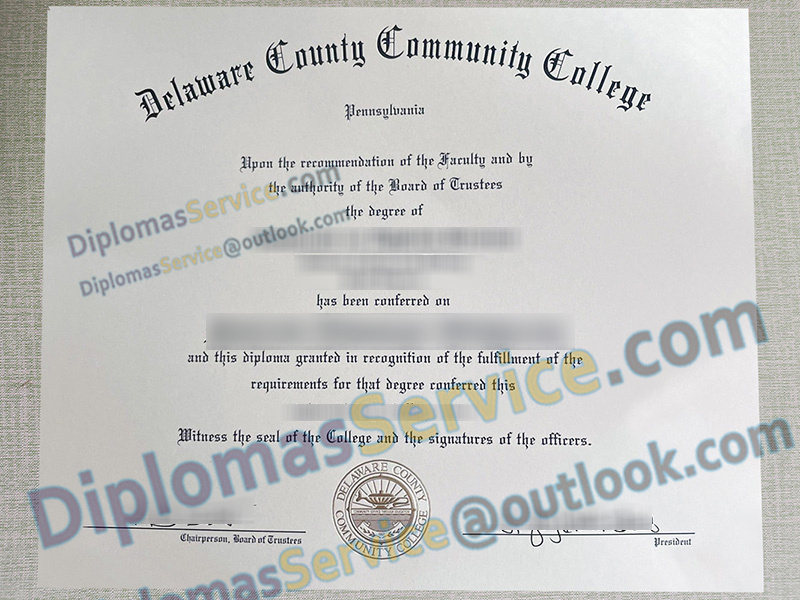 Delaware County Community College
Pennsylvania
Upon the recommendation of the Faculty and by
the authority of the Board of Trustees
the degree of
DiplomasService.com
DiplomasService@outlook.com
has been conferred on
and this diploma granted in recognition of the fulfillment of the
requirements for that degree conferred this
DiplomasService.com
Witness the seal of the College and the signatures of the officers.
DELAWARE COUNTY
COMMUNITY COLLEGE
Chairperson, Board of Trustees
President
DiplomasService@outlook.com